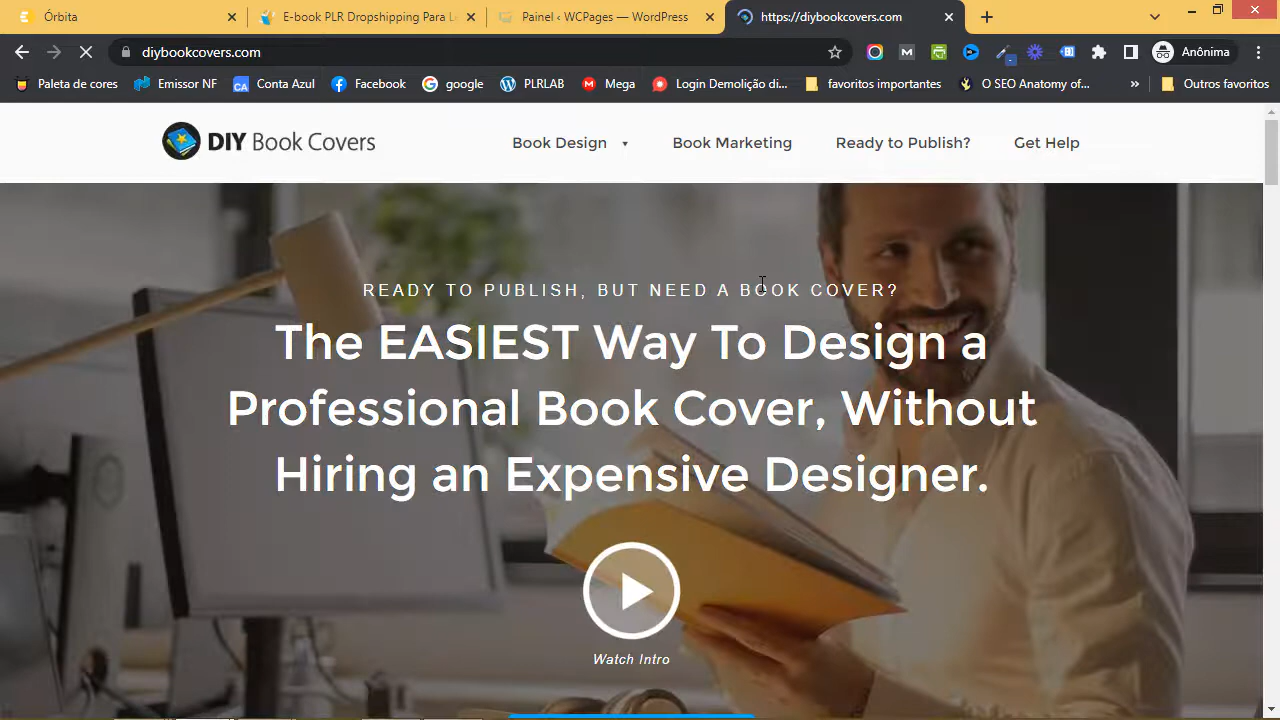 Órbita
E-book PLR Dropshipping Para L
Painel ‹ WCPages — WordPress
https://diybookcovers.com
diybookcovers.com
Anônima
Paleta de cores
Emissor NF
CA
Conta Azul
Facebook
google
PLRLAB
Mega
Login Demolição di...
favoritos importantes
O SEO Anatomy of...
»
Outros favoritos
DIY Book Covers
Book Design
Book Marketing
Ready to Publish?
Get Help
READY TO PUBLISH, BUT NEED A BOOK COVER?
The EASIEST Way To Design a
Professional Book Cover, Without
Hiring an Expensive Designer.
Watch Intro